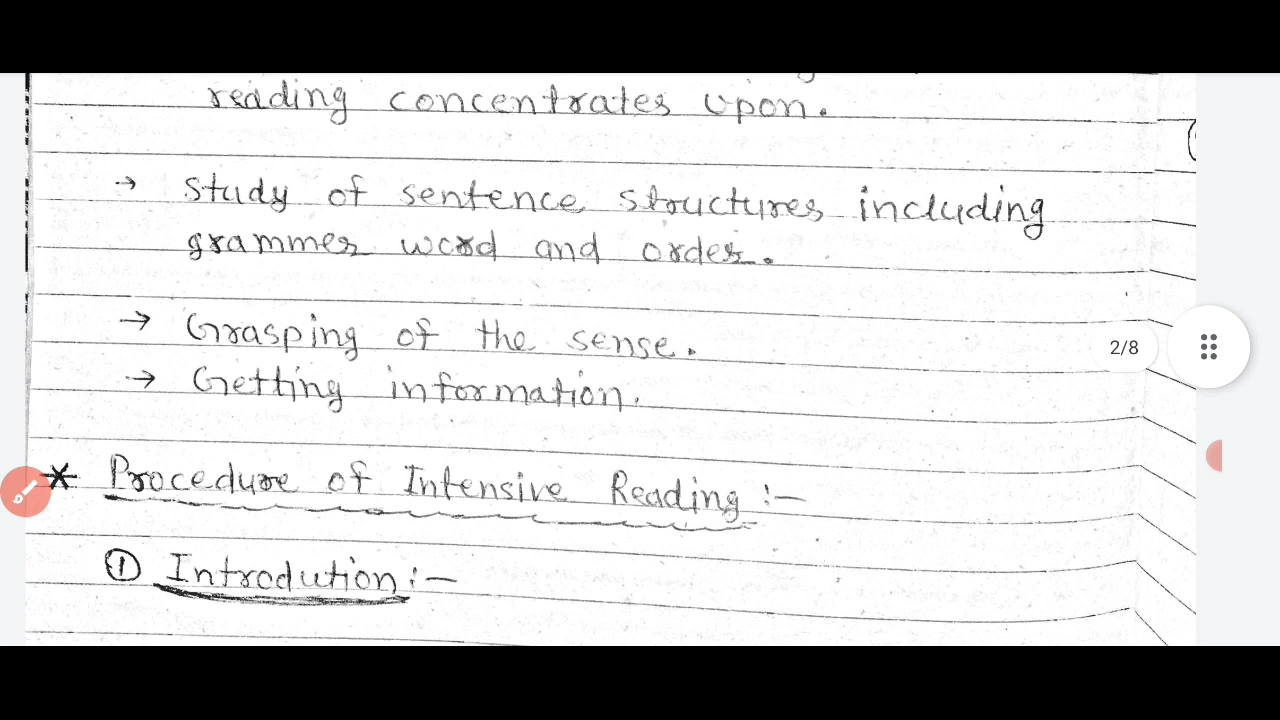 reading concentrates upon.
→ Study of sentence structures including
grammer word and order.
→ Grasping of the sense.
→ Getting information.
2/8
* Procedure of Intensive Reading :-
① Introdution :-